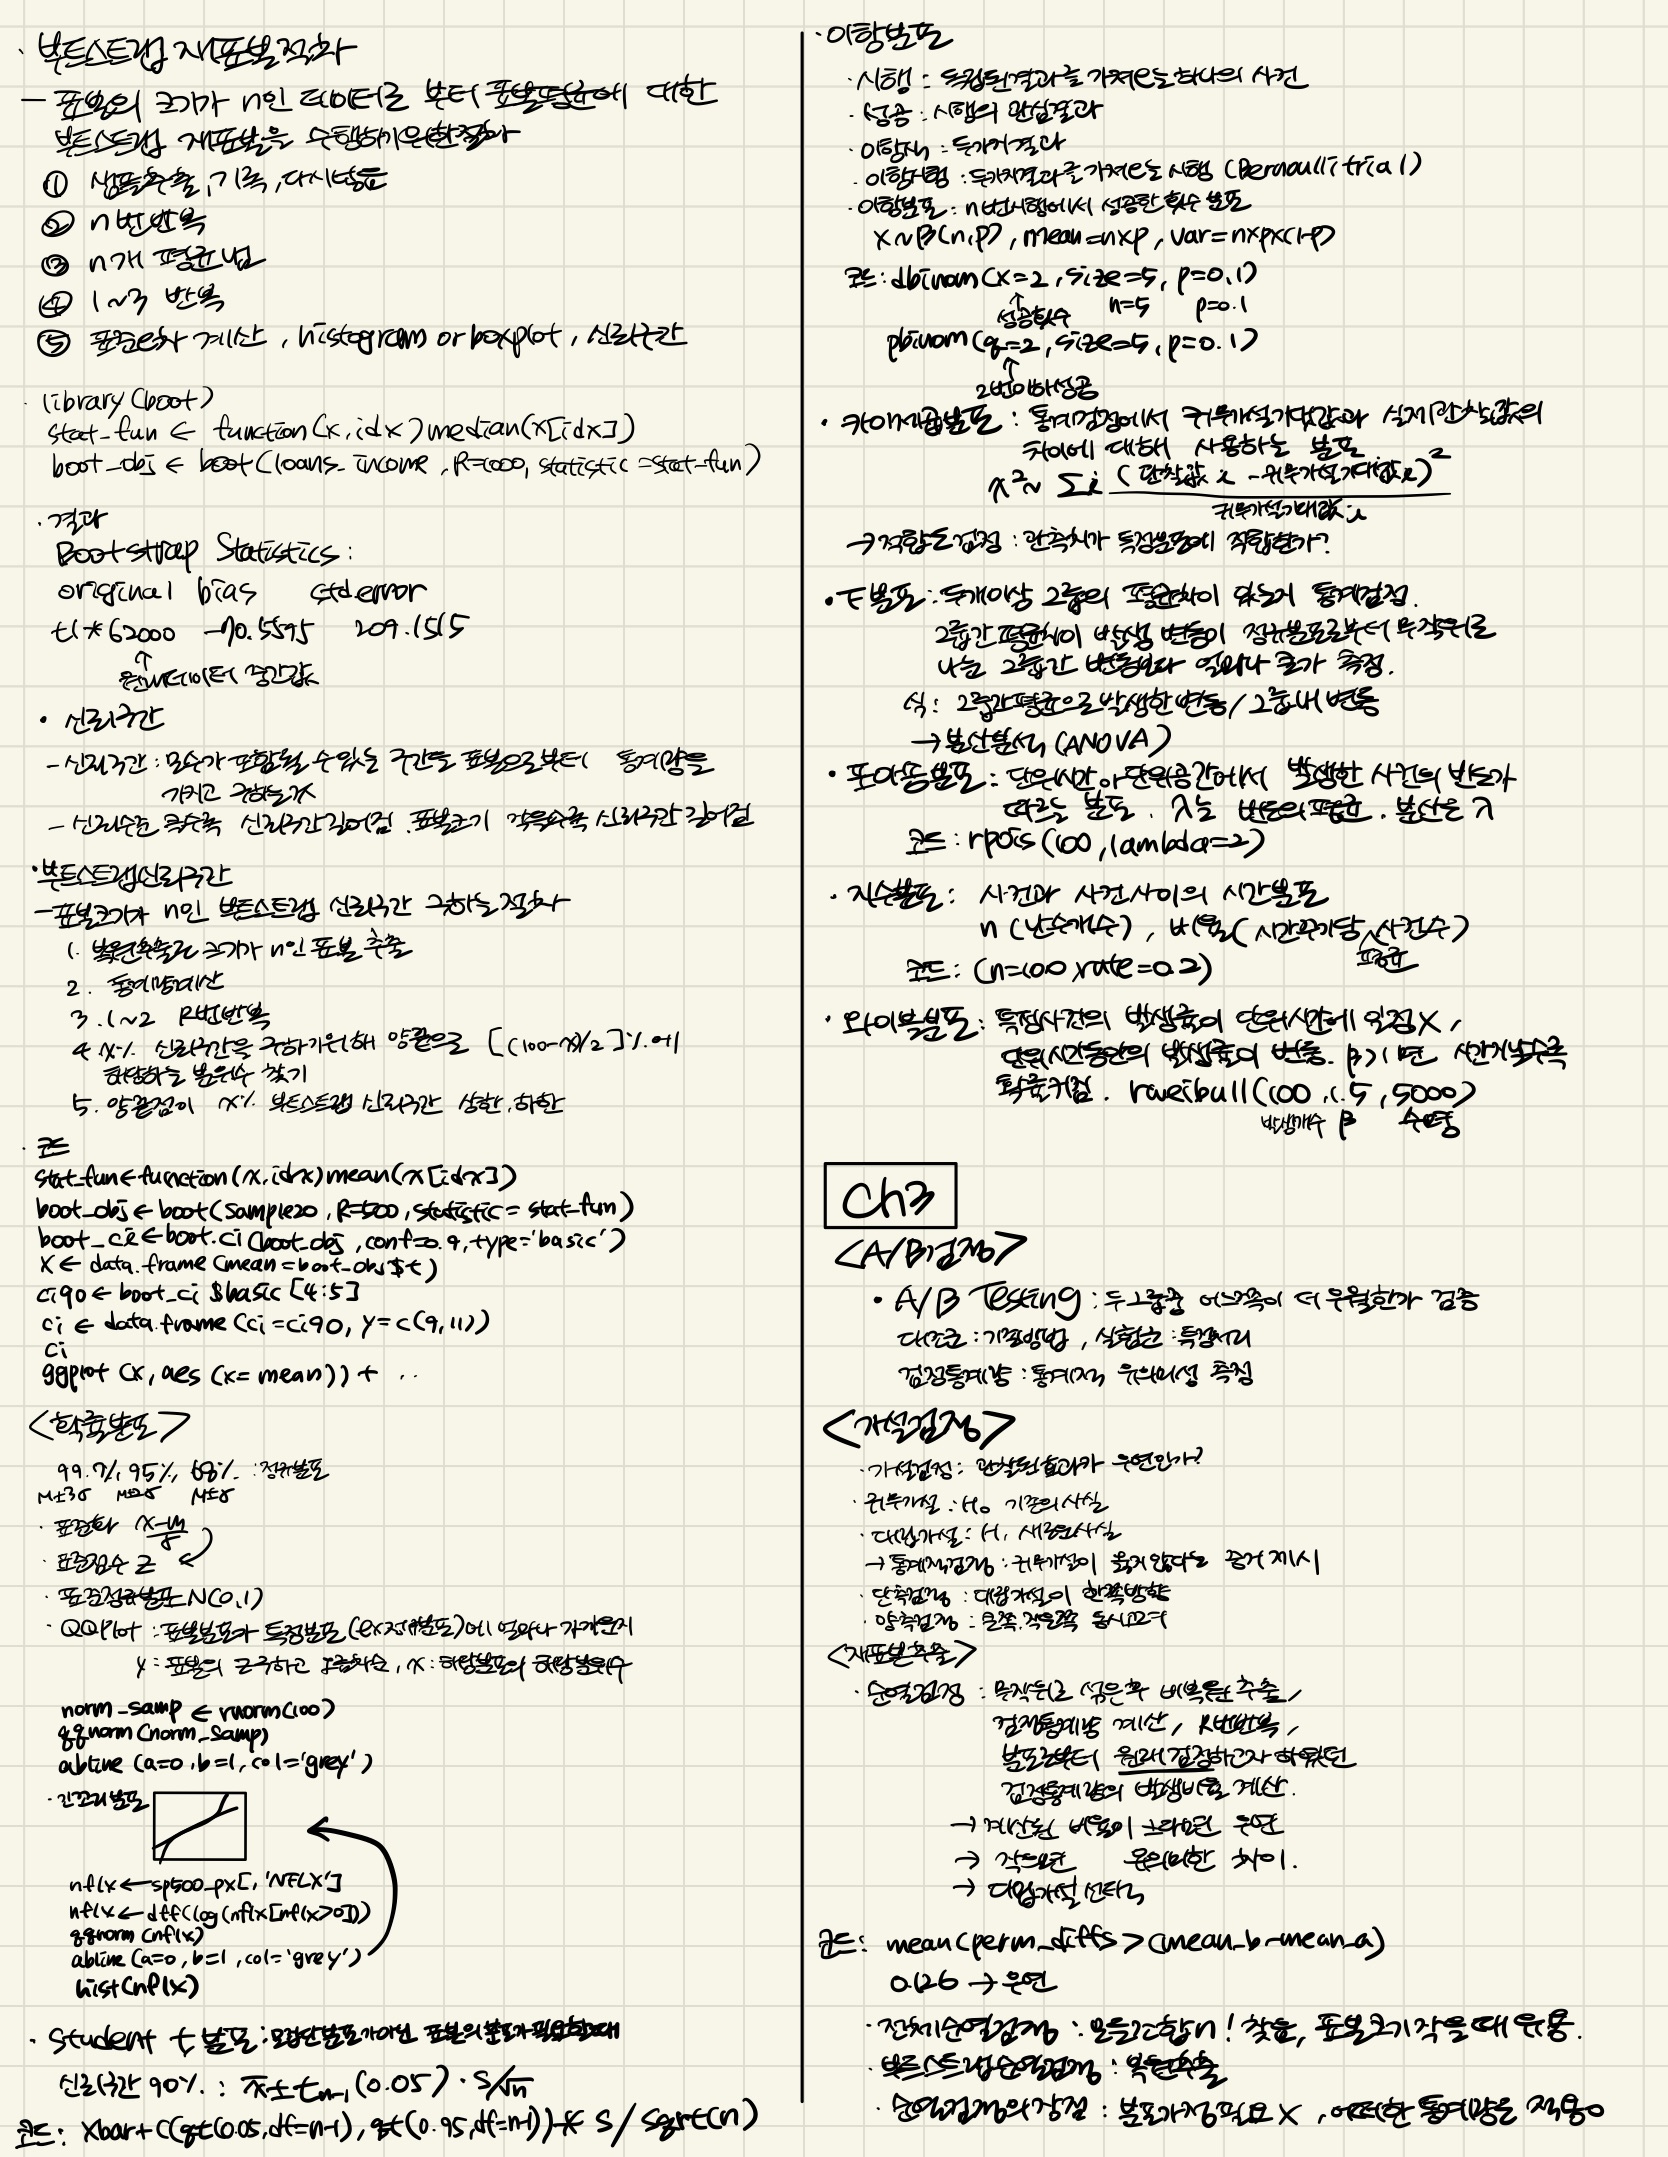 · 부트스트랩 재표본절차
- 표본의 크기가 n인 데이터로 부터 표본평균에 대한
부트스트랩 재표본을 수행하기위한절차
① 샘플추출, 기록, 다시넣음
② n번반복
③ n개 평균냄
④ 1~3 반복
⑤ 표준편차 계산, histogram or boxplot, 신뢰구간
· library(boot)
stat_fun ← function(x, idx) median(x[idx])
boot_obj ← boot(loans_income, R=1000, statistic=stat_fun)
· 결과
Bootstrap Statistics:
original bias std.error
t1* 62000 -70.5595 209.1515
↑
원데이터 중간값
· 신뢰구간
- 신뢰구간 : 모수가 포함될 수있는 구간을 표본으로부터 통계량을
가지고 구하는것
- 신뢰수준 클수록 신뢰구간길어짐. 표본크기 작을수록 신뢰구간 길어짐
· 부트스트랩신뢰구간
- 표본크기가 n인 부트스트랩 신뢰구간 구하는절차
1. 복원추출로 크기가 n인 표본 추출
2. 통계량계산
3. 1~2 R번반복
4. x% 신뢰구간을 구하기위해 양끝으로 [(100-x)/2]%에
해당하는 분위수 찾기
5. 양끝점이 x% 부트스트랩 신뢰구간 상한, 하한
· 코드
stat_fun ← function(x, idx) mean(x[idx])
boot_obj ← boot(sample20, R=500, statistic = stat_fun)
boot_ci ← boot.ci(boot_obj, conf=0.9, type='basic')
X ← data.frame(mean=boot_obj$t)
ci90 ← boot_ci$basic[4:5]
ci ← data.frame(ci=ci90, y=c(9,11))
ci
ggplot(x, aes(x=mean)) + ..
<확률분포>
99.7%, 95%, 68% : 정규분포
μ±3σ μ±2σ μ±σ
· 표준화 x-μ/σ
· 표준점수 z
· 표준정규분포 N(0,1)
· QQPlot : 표본분포가 특정분포(ex정규분포)에 얼마나 가까운지
y : 표본의 z구하고 오름차순, x : 해당분포의 해당분위수
norm_samp ← rnorm(100)
qqnorm(norm_samp)
abline(a=0, b=1, col='grey')
· 긴꼬리분포
nflx ← sp500_px[,'NFLX']
nflx ← diff(log(nflx[nflx>0]))
qqnorm(nflx)
abline(a=0, b=1, col='grey')
hist(nflx)
· Student t 분포 : 모집단분포가아닌 표본의분포가필요할때
신뢰구간 90% : x̄ ± tn-1(0.05) · S/√n
코드 : xbar + c(qt(0.05, df=n-1), qt(0.95, df=n-1)) * s / sqrt(n)
· 이항분포
· 시행 : 독립된결과를 가져오는하나의 사건
· 성공 : 시행의 관심결과
· 이항식 : 두가지결과
· 이항시행 : 두가지결과를 가져오는 시행 (Bernoulli trial)
· 이항분포 : n번시행에서 성공한 횟수 분포
X~B(n,p), mean=n×p, var=n×p×(1-p)
코드 : dbinom(x=2, size=5, p=0.1)
↑ 성공횟수 n=5 p=0.1
pbinom(q=2, size=5, p=0.1)
↑
2번이하성공
· 카이제곱분포 : 통계검정에서 귀무가설기댓값과 실제관찰값의
차이에 대해 사용하는 분포
x²~ Σi (관찰값 i - 귀무가설기대값i)²
귀무가설기대값 i
→ 적합도검정 : 관측치가 특정분포에 적합한가?
· F분포 : 두개이상 그룹의 평균차이 있는지 통계검정.
그룹간평균차이 발생 변동이 정규분포로부터 무작위로
나눈 그룹간 변동보다 얼마나 큰가 측정.
식 : 그룹간평균으로발생한변동/그룹내변동
→ 분산분석 (ANOVA)
· 포아송분포 : 단위시간or단위공간에서 발생한 사건의 빈도가
따르는 분포. λ는 빈도의평균. 분산은 λ
코드 : rpois(100, lambda=2)
· 지수분포 : 사건과 사건사이의 시간분포
n (난수개수), 비율(시간주기당 평균 사건수)
코드 : (n=100, rate=0.2)
· 와이블분포 : 특정사건의 발생률이 단위시간에 일정X,
단위시간동안의 발생률이 변동. β>1면 시간지날수록
확률커짐. rweibull(100, 1.5, 5000)
발생개수 β 수명
Ch3
<A/B검정>
· A/B Testing : 두그룹중 어느쪽이 더 우월한가 검증
대조군 : 기존방법, 실험군 : 특정처리
검정통계량 : 통계적 유의미성 측정
<가설검정>
· 가설검정 : 관찰된효과가 우연인가?
· 귀무가설 : H₀ 기존의사실
· 대립가설 : H₁ 새로운사실
→ 통계적검정 : 귀무가설이 옳지않다는 증거 제시
· 단측검정 : 대립가설이 한쪽방향
· 양측검정 : 큰쪽,작은쪽 동시고려
<재표본추출>
· 순열검정 : 무작위로 섞은후 비복원 추출,
검정통계량 계산, R번반복,
분포로부터 원래검정하고자 하였던
검정통계량의 발생비율 계산.
→ 계산된 비율이 크다면 우연
→ 작으면 유의미한 차이.
→ 대립가설선택
코드 : mean(perm_diffs > (mean_b-mean_a)
0.126 → 우연
· 전체순열검정 : 모든조합n! 찾음, 표본크기작을때 유용.
· 부트스트랩순열검정 : 복원추출
· 순열검정의장점 : 분포가정필요X, 어떠한 통계량을 적용o